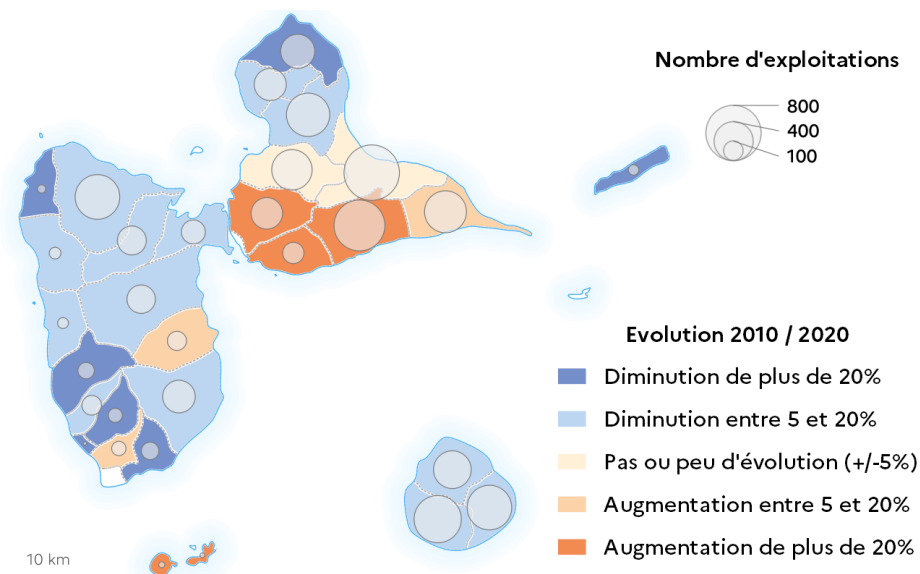 Nombre d'exploitations
800
400
100
Evolution 2010 / 2020
Diminution de plus de 20%
Diminution entre 5 et 20%
Pas ou peu d'évolution (+/-5%)
Augmentation entre 5 et 20%
Augmentation de plus de 20%
10 km